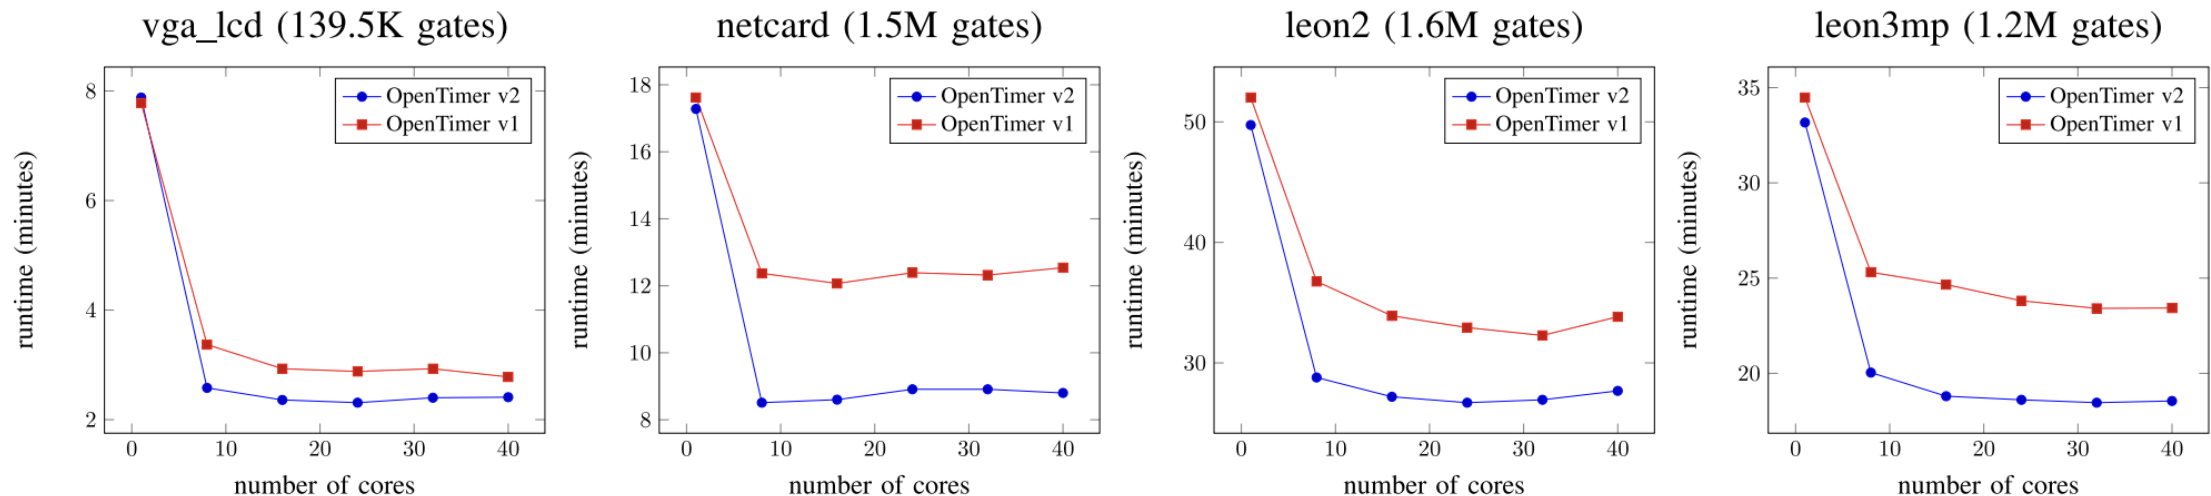 vga_lcd (139.5K gates)
OpenTimer v2
OpenTimer v1
8
6
4
2
0 10 20 30 40
runtime (minutes)
number of cores
netcard (1.5M gates)
OpenTimer v2
OpenTimer v1
18
16
14
12
10
8
0 10 20 30 40
runtime (minutes)
number of cores
leon2 (1.6M gates)
OpenTimer v2
OpenTimer v1
50
40
30
0 10 20 30 40
runtime (minutes)
number of cores
leon3mp (1.2M gates)
OpenTimer v2
OpenTimer v1
35
30
25
20
0 10 20 30 40
runtime (minutes)
number of cores